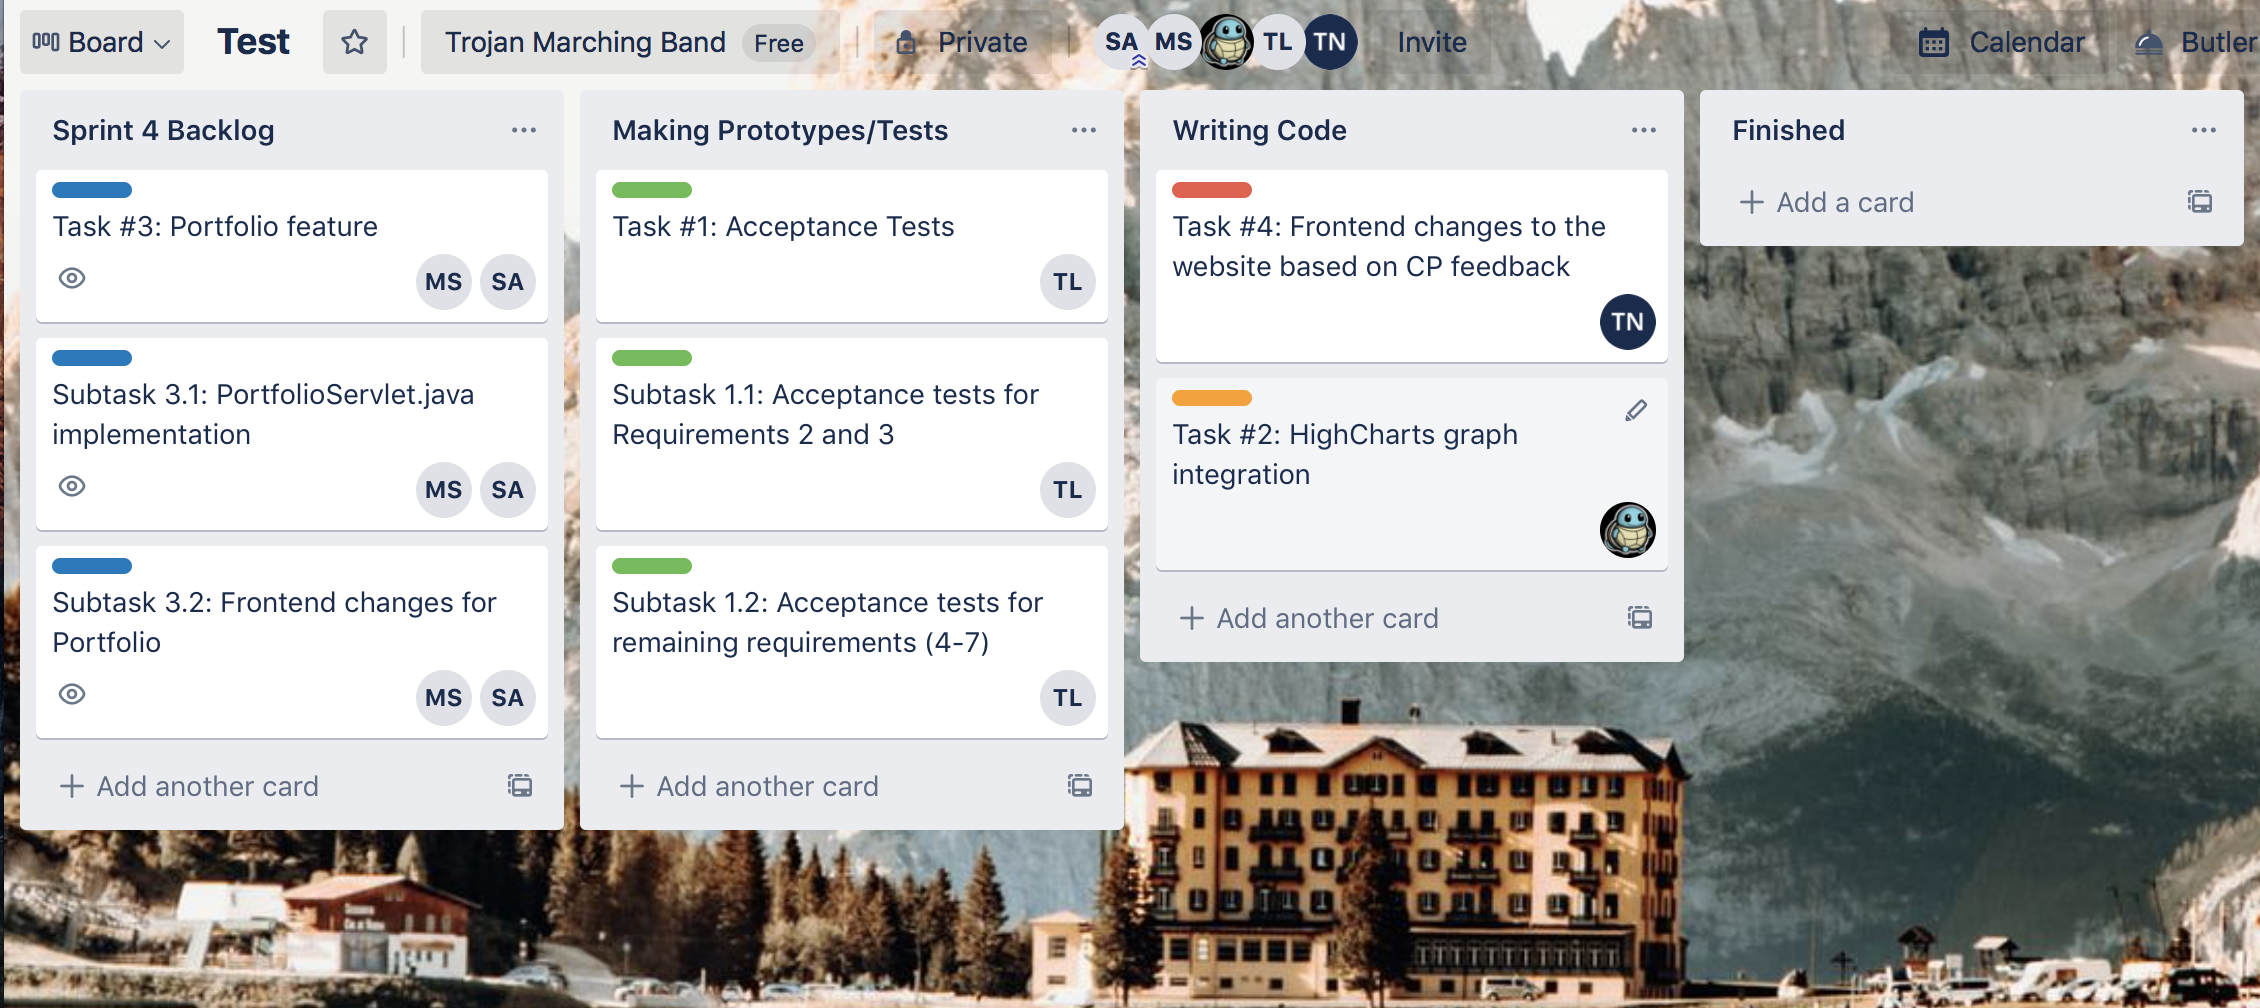 Board
Test
Trojan Marching Band Free
Private
SA MS TL TN
Invite
Calendar
Butler
Sprint 4 Backlog
Task #3: Portfolio feature
MS SA
Subtask 3.1: PortfolioServlet.java
implementation
MS SA
Subtask 3.2: Frontend changes for
Portfolio
MS SA
+ Add another card
Making Prototypes/Tests
Task #1: Acceptance Tests
TL
Subtask 1.1: Acceptance tests for
Requirements 2 and 3
TL
Subtask 1.2: Acceptance tests for
remaining requirements (4-7)
TL
+ Add another card
Writing Code
Task #4: Frontend changes to the
website based on CP feedback
TN
Task #2: HighCharts graph
integration
+ Add another card
Finished
+ Add a card